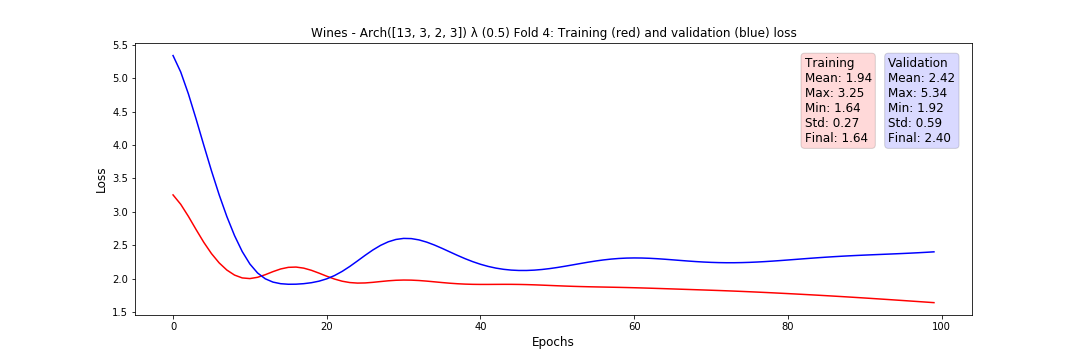 Wines - Arch([13, 3, 2, 3]) λ (0.5) Fold 4: Training (red) and validation (blue) loss
Training
Mean: 1.94
Max: 3.25
Min: 1.64
Std: 0.27
Final: 1.64
Validation
Mean: 2.42
Max: 5.34
Min: 1.92
Std: 0.59
Final: 2.40
Loss
5.5
5.0
4.5
4.0
3.5
3.0
2.5
2.0
1.5
0 20 40 60 80 100
Epochs